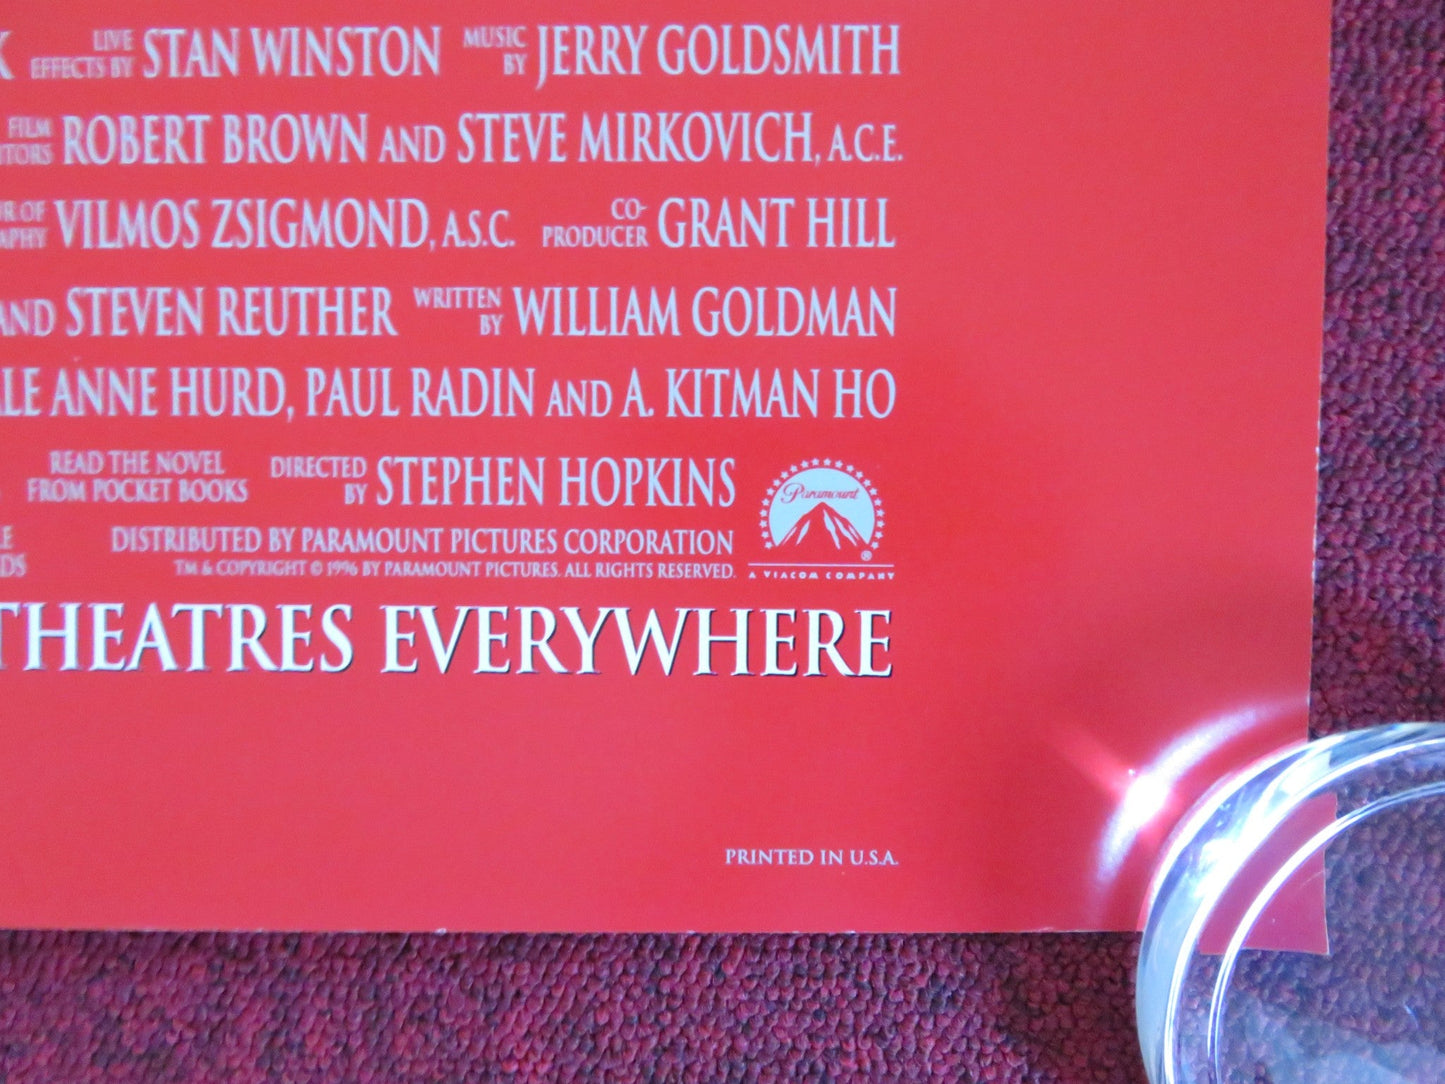 LIVE EFFECTS BY STAN WINSTON MUSIC BY JERRY GOLDSMITH
FILM ROBERT BROWN AND STEVE MIRKOVICH, A.C.E.
OF VILMOS ZSIGMOND, A.S.C. CO-PRODUCER GRANT HILL
AND STEVEN REUTHER WRITTEN BY WILLIAM GOLDMAN
ANNE HURD, PAUL RADIN AND A. KITMAN HO
READ THE NOVEL FROM POCKET BOOKS DIRECTED BY STEPHEN HOPKINS
Paramount
®
A VIACOM COMPANY
DISTRIBUTED BY PARAMOUNT PICTURES CORPORATION
TM & COPYRIGHT © 1996 BY PARAMOUNT PICTURES. ALL RIGHTS RESERVED.
THEATRES EVERYWHERE
PRINTED IN U.S.A.